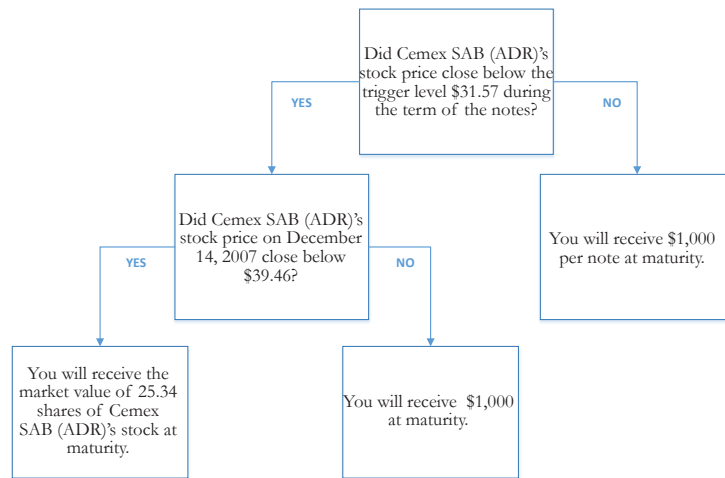 Did Cemex SAB (ADR)'s
stock price close below the
trigger level $31.57 during
the term of the notes?
YES
NO
Did Cemex SAB (ADR)'s
stock price on December
14, 2007 close below
$39.46?
You will receive $1,000
per note at maturity.
YES
NO
You will receive the
market value of 25.34
shares of Cemex
SAB (ADR)'s stock at
maturity.
You will receive $1,000
at maturity.